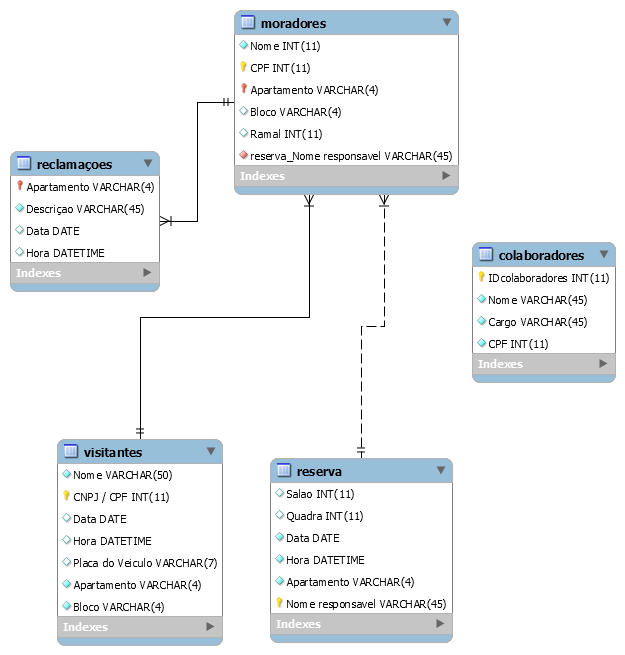 moradores
Nome INT(11)
CPF INT(11)
Apartamento VARCHAR(4)
Bloco VARCHAR(4)
Ramal INT(11)
reserva_Nome responsavel VARCHAR(45)
Indexes
reclamaçoes
Apartamento VARCHAR(4)
Descriçao VARCHAR(45)
Data DATE
Hora DATETIME
Indexes
colaboradores
IDcolaboradores INT(11)
Nome VARCHAR(45)
Cargo VARCHAR(45)
CPF INT(11)
Indexes
visitantes
Nome VARCHAR(50)
CNPJ / CPF INT(11)
Data DATE
Hora DATETIME
Placa do Veiculo VARCHAR(7)
Apartamento VARCHAR(4)
Bloco VARCHAR(4)
Indexes
reserva
Salao INT(11)
Quadra INT(11)
Data DATE
Hora DATETIME
Apartamento VARCHAR(4)
Nome responsavel VARCHAR(45)
Indexes